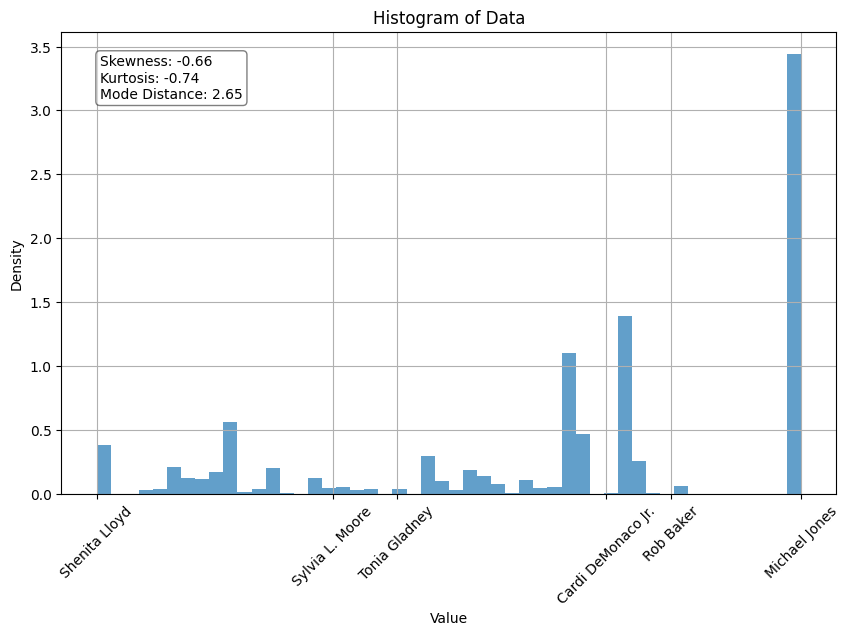 Histogram of Data
Skewness: -0.66
Kurtosis: -0.74
Mode Distance: 2.65
Density
3.5
3.0
2.5
2.0
1.5
1.0
0.5
0.0
Shenita Lloyd
Sylvia L. Moore
Tonia Gladney
Cardi DeMonaco Jr.
Rob Baker
Michael Jones
Value